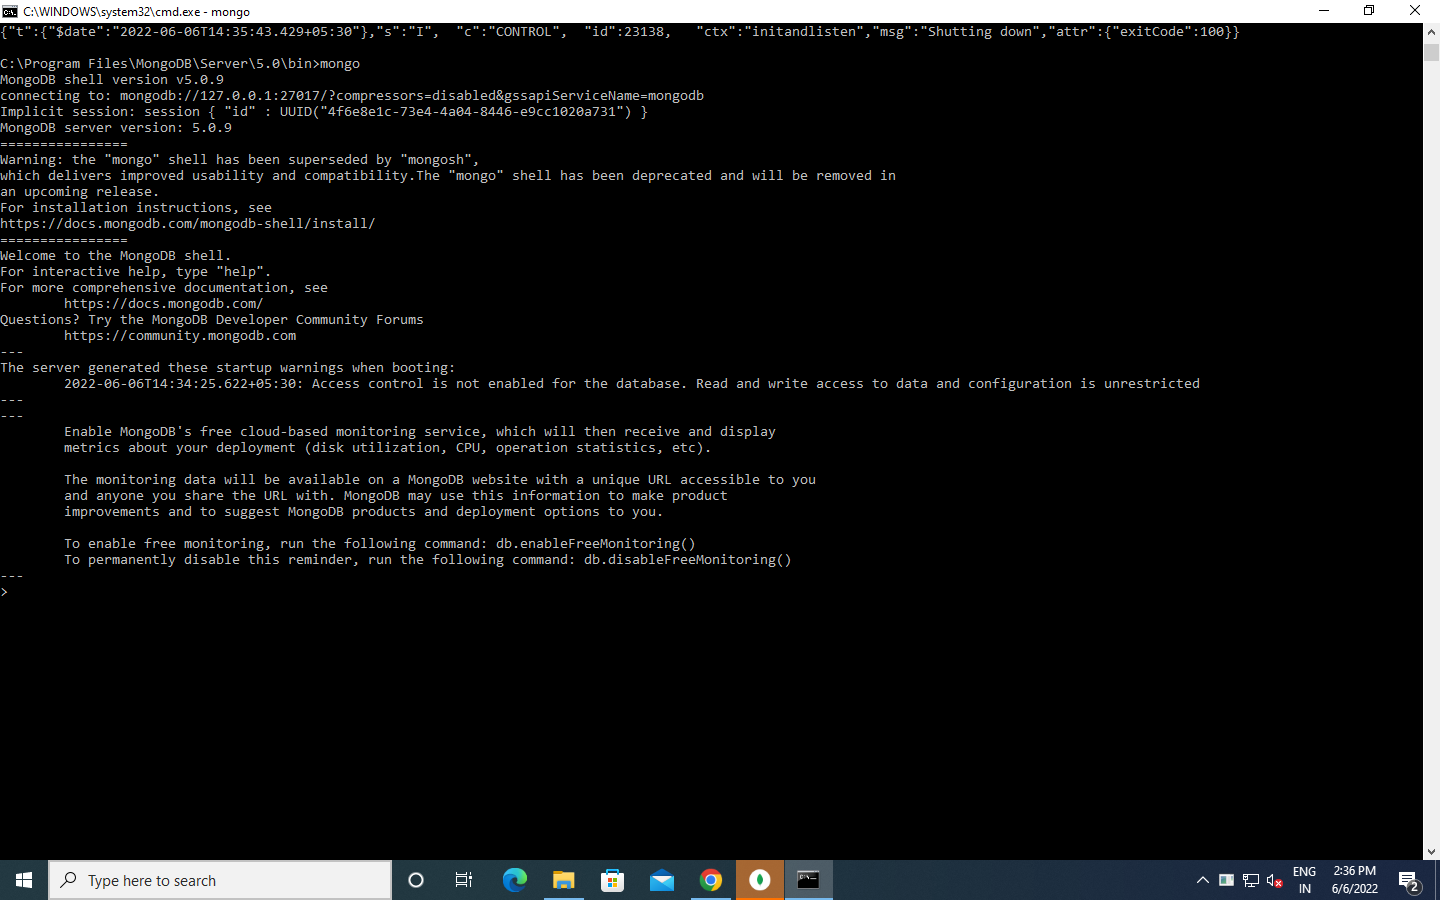 C:\WINDOWS\system32\cmd.exe - mongo
{"t":{"$date":"2022-06-06T14:35:43.429+05:30"},"s":"I",  "c":"CONTROL",  "id":23138,   "ctx":"initandlisten","msg":"Shutting down","attr":{"exitCode":100}}
C:\Program Files\MongoDB\Server\5.0\bin>mongo
MongoDB shell version v5.0.9
connecting to: mongodb://127.0.0.1:27017/?compressors=disabled&gssapiServiceName=mongodb
Implicit session: session { "id" : UUID("4f6e8e1c-73e4-4a04-8446-e9cc1020a731") }
MongoDB server version: 5.0.9
================
Warning: the "mongo" shell has been superseded by "mongosh",
which delivers improved usability and compatibility.The "mongo" shell has been deprecated and will be removed in
an upcoming release.
For installation instructions, see
https://docs.mongodb.com/mongodb-shell/install/
================
Welcome to the MongoDB shell.
For interactive help, type "help".
For more comprehensive documentation, see
        https://docs.mongodb.com/
Questions? Try the MongoDB Developer Community Forums
        https://community.mongodb.com
---
The server generated these startup warnings when booting:
        2022-06-06T14:34:25.622+05:30: Access control is not enabled for the database. Read and write access to data and configuration is unrestricted
---
---
        Enable MongoDB's free cloud-based monitoring service, which will then receive and display
        metrics about your deployment (disk utilization, CPU, operation statistics, etc).
        The monitoring data will be available on a MongoDB website with a unique URL accessible to you
        and anyone you share the URL with. MongoDB may use this information to make product
        improvements and to suggest MongoDB products and deployment options to you.
        To enable free monitoring, run the following command: db.enableFreeMonitoring()
        To permanently disable this reminder, run the following command: db.disableFreeMonitoring()
---
>
Type here to search
ENG
IN
2:36 PM
6/6/2022
2